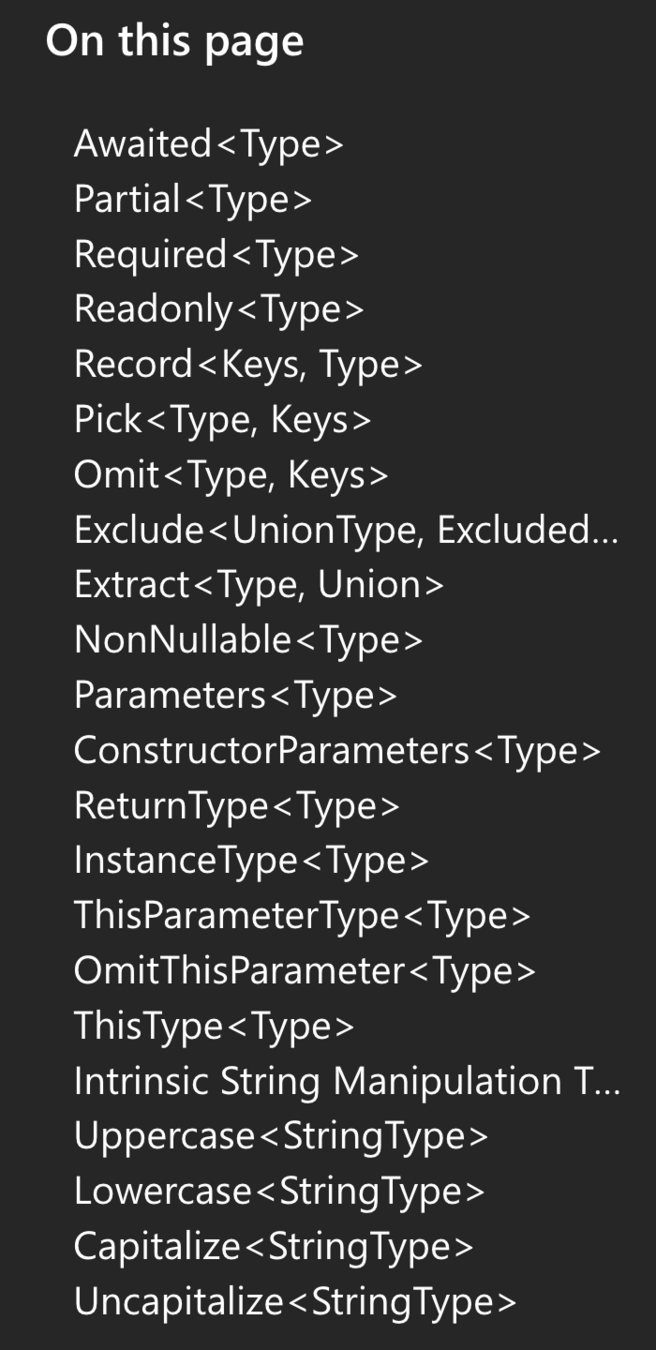 On this page
Awaited<Type>
Partial<Type>
Required<Type>
Readonly<Type>
Record<Keys, Type>
Pick<Type, Keys>
Omit<Type, Keys>
Exclude<UnionType, Excluded...
Extract<Type, Union>
NonNullable<Type>
Parameters<Type>
ConstructorParameters<Type>
ReturnType<Type>
InstanceType<Type>
ThisParameterType<Type>
OmitThisParameter<Type>
ThisType<Type>
Intrinsic String Manipulation T...
Uppercase<StringType>
Lowercase<StringType>
Capitalize<StringType>
Uncapitalize<StringType>